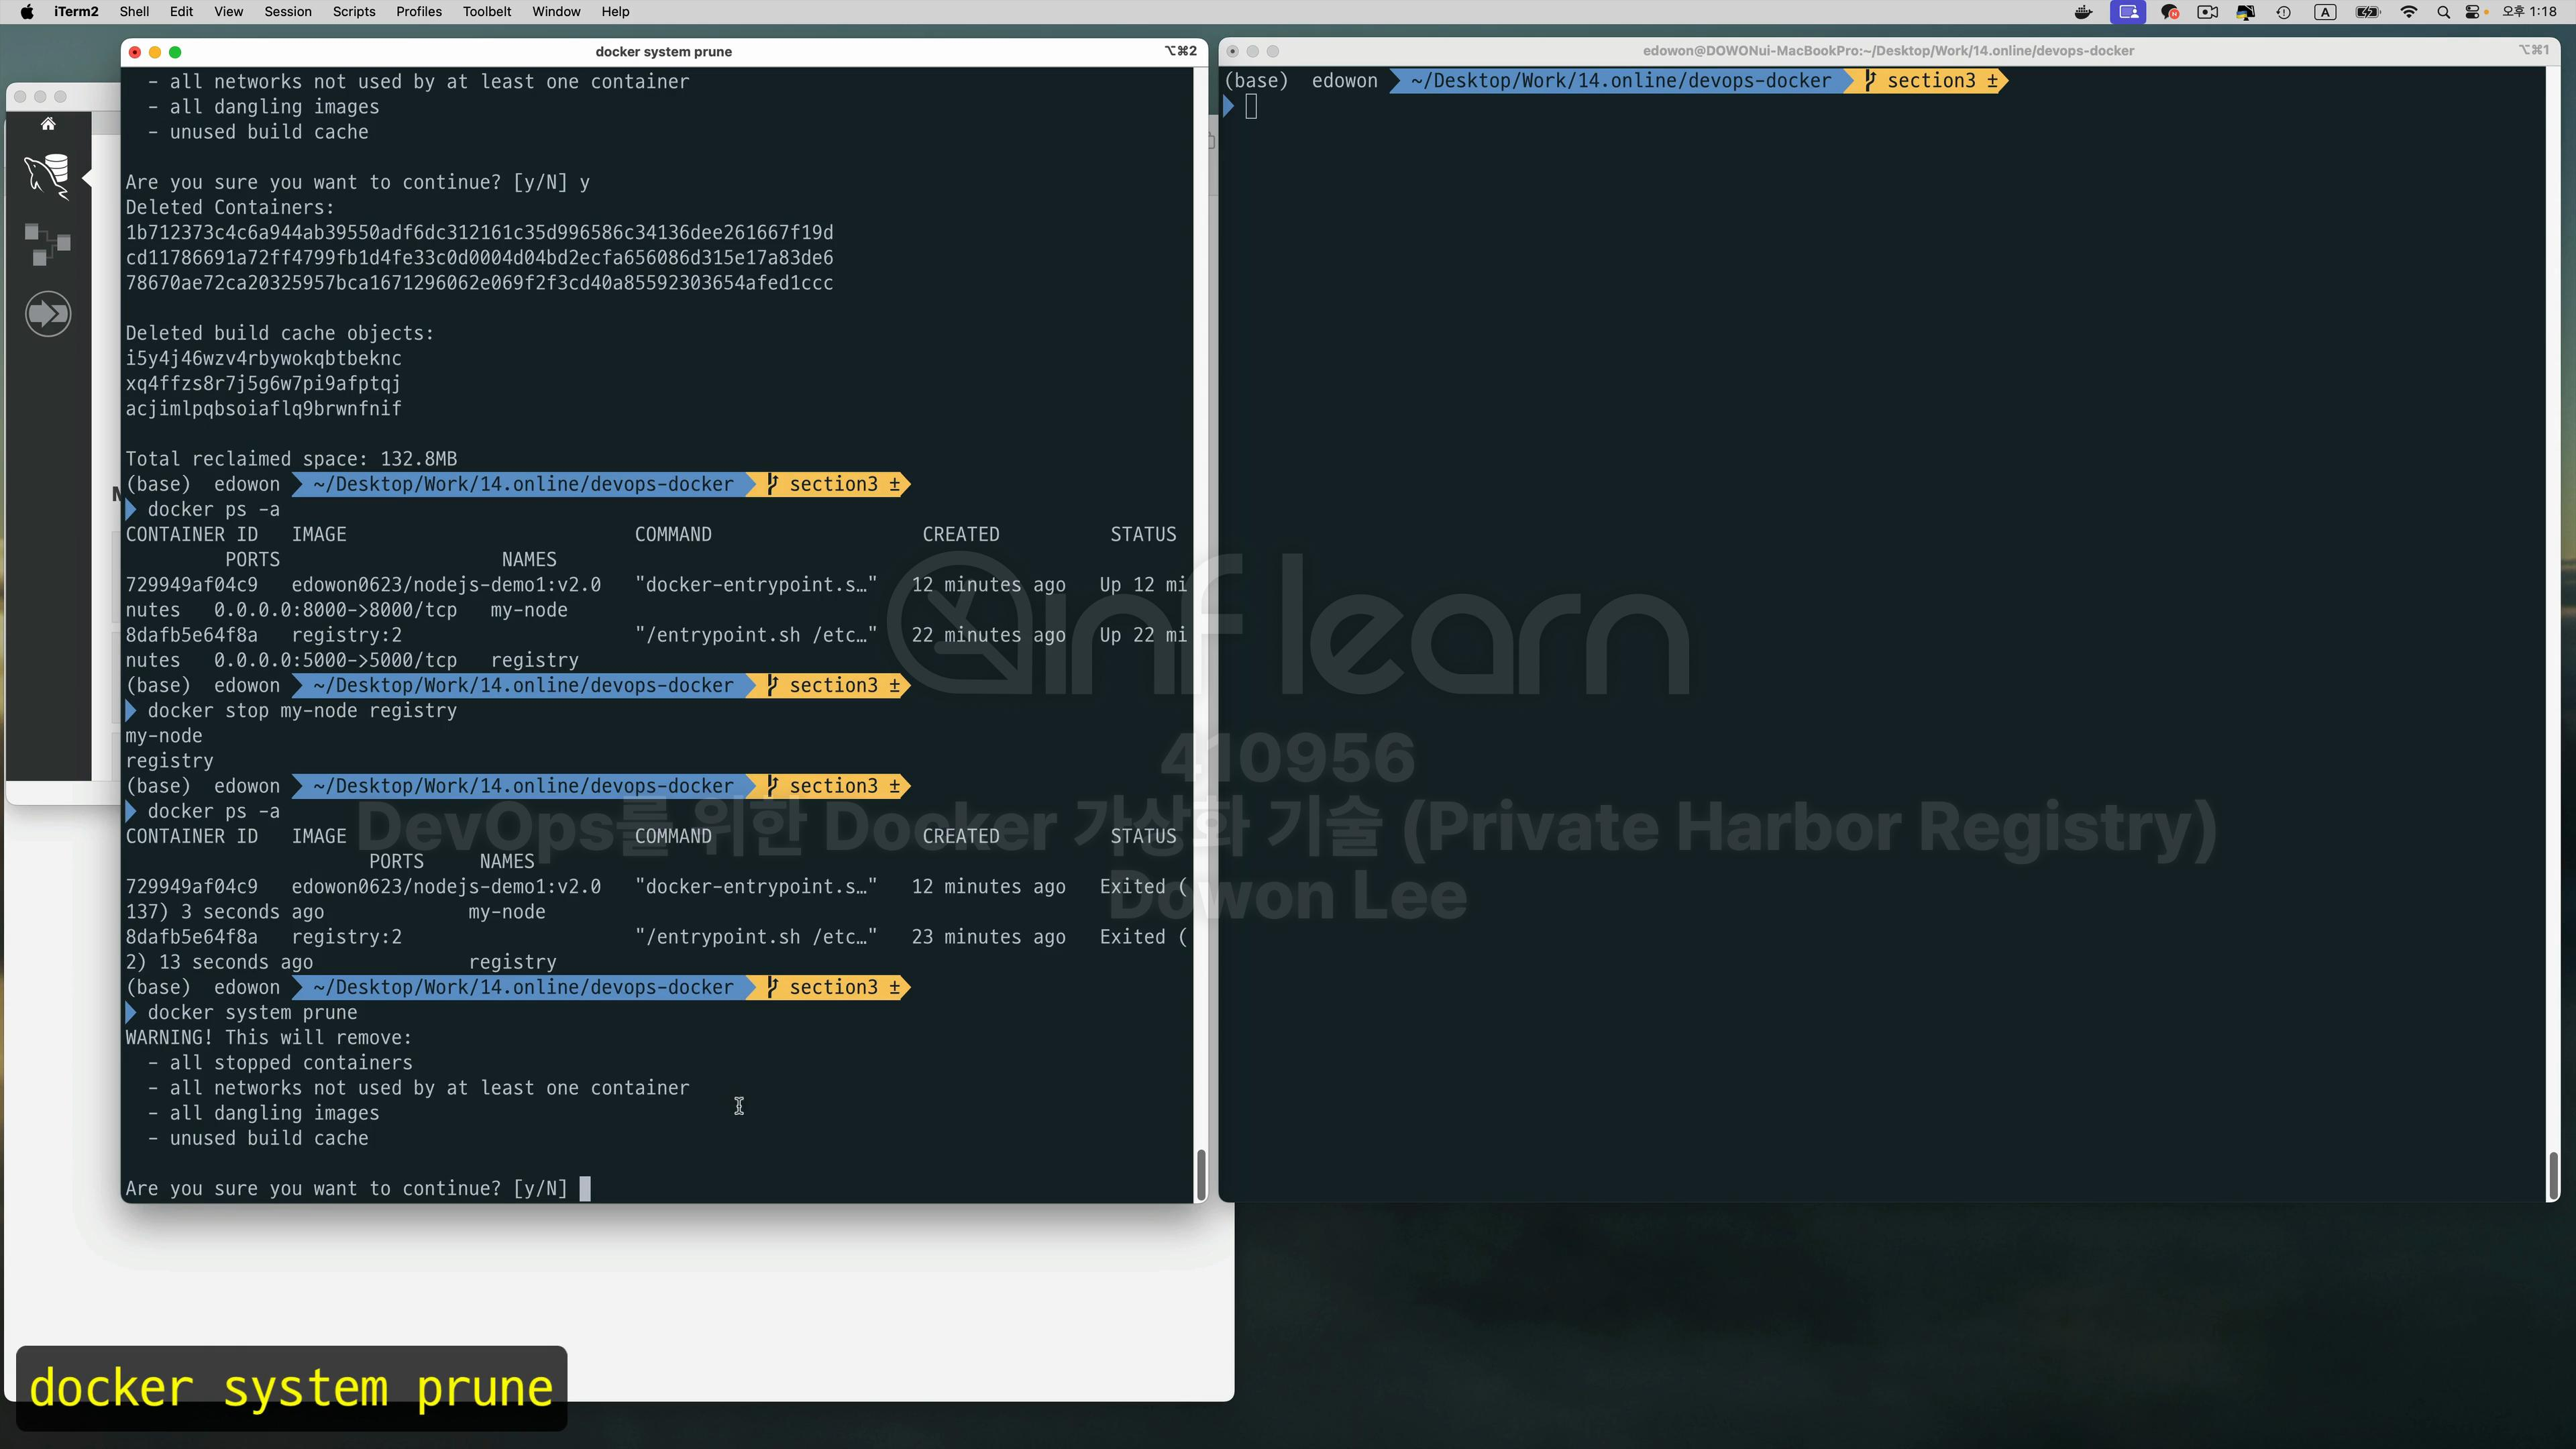 iTerm2 Shell Edit View Session Scripts Profiles Toolbelt Window Help
A 오후 1:18
docker system prune ⌥⌘2
- all networks not used by at least one container
- all dangling images
- unused build cache
Are you sure you want to continue? [y/N] y
Deleted Containers:
1b712373c4c6a944ab39550adf6dc312161c35d996586c34136dee261667f19d
cd11786691a72ff4799fb1d4fe33c0d0004d04bd2ecfa656086d315e17a83de6
78670ae72ca20325957bca1671296062e069f2f3cd40a85592303654afed1ccc
Deleted build cache objects:
i5y4j46wzv4rbywokqbtbeknc
xq4ffzs8r7j5g6w7pi9afptqj
acjimlpqbsoiaflq9brwnfnif
Total reclaimed space: 132.8MB
(base) edowon ~/Desktop/Work/14.online/devops-docker section3 ±
docker ps -a
CONTAINER ID IMAGE COMMAND CREATED STATUS
PORTS NAMES
729949af04c9 edowon0623/nodejs-demo1:v2.0 "docker-entrypoint.s…" 12 minutes ago Up 12 mi
nutes 0.0.0.0:8000->8000/tcp my-node
8dafb5e64f8a registry:2 "/entrypoint.sh /etc…" 22 minutes ago Up 22 mi
nutes 0.0.0.0:5000->5000/tcp registry
(base) edowon ~/Desktop/Work/14.online/devops-docker section3 ±
docker stop my-node registry
my-node
registry
(base) edowon ~/Desktop/Work/14.online/devops-docker section3 ±
docker ps -a
CONTAINER ID IMAGE COMMAND CREATED STATUS
PORTS NAMES
729949af04c9 edowon0623/nodejs-demo1:v2.0 "docker-entrypoint.s…" 12 minutes ago Exited (
137) 3 seconds ago my-node
8dafb5e64f8a registry:2 "/entrypoint.sh /etc…" 23 minutes ago Exited (
2) 13 seconds ago registry
(base) edowon ~/Desktop/Work/14.online/devops-docker section3 ±
docker system prune
WARNING! This will remove:
- all stopped containers
- all networks not used by at least one container
- all dangling images
- unused build cache
Are you sure you want to continue? [y/N]
edowon@DOWONui-MacBookPro:~/Desktop/Work/14.online/devops-docker ⌥⌘1
(base) edowon ~/Desktop/Work/14.online/devops-docker section3 ±
inflearn
410956
DevOps를 위한 Docker 가상화 기술 (Private Harbor Registry)
Dowon Lee
docker system prune